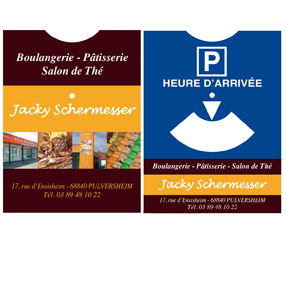 Boulangerie - Pâtisserie
Salon de Thé
Jacky Schermesser
17, rue d'Ensisheim - 68840 PULVERSHEIM
Tél. 03 89 48 10 22
P
HEURE D'ARRIVÉE
Boulangerie - Pâtisserie - Salon de Thé
Jacky Schermesser
17, rue d'Ensisheim - 68840 PULVERSHEIM
Tél. 03 89 48 10 22